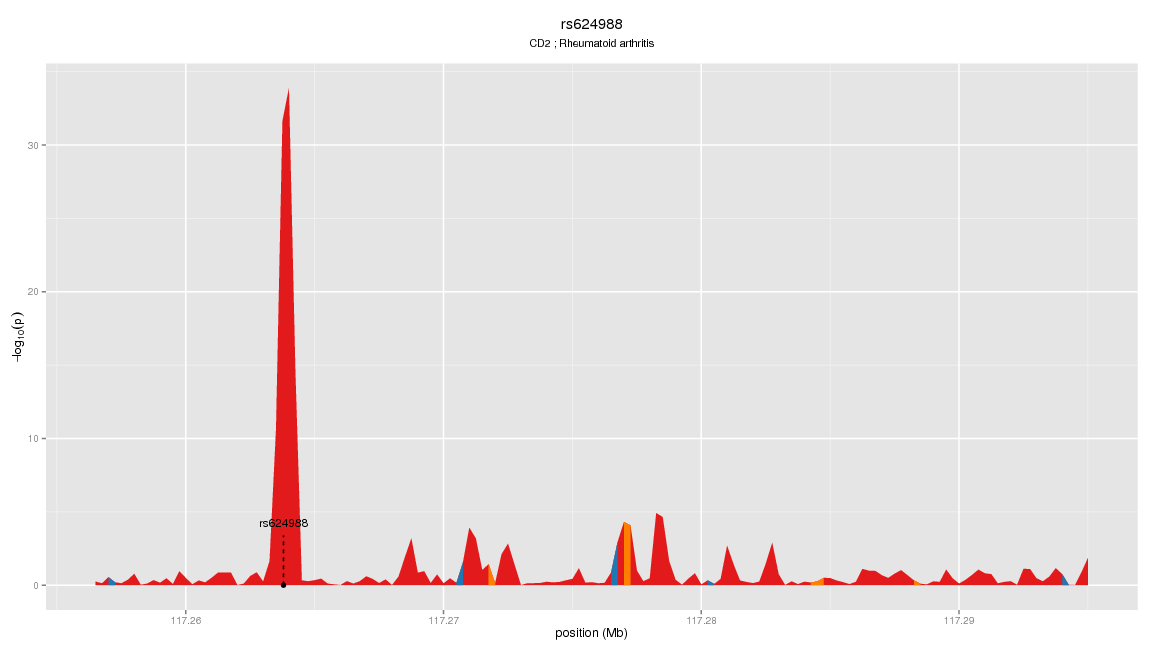 rs624988
CD2 ; Rheumatoid arthritis
30
20
10
0
−log10(p)
rs624988
117.26
117.27
117.28
117.29
position (Mb)